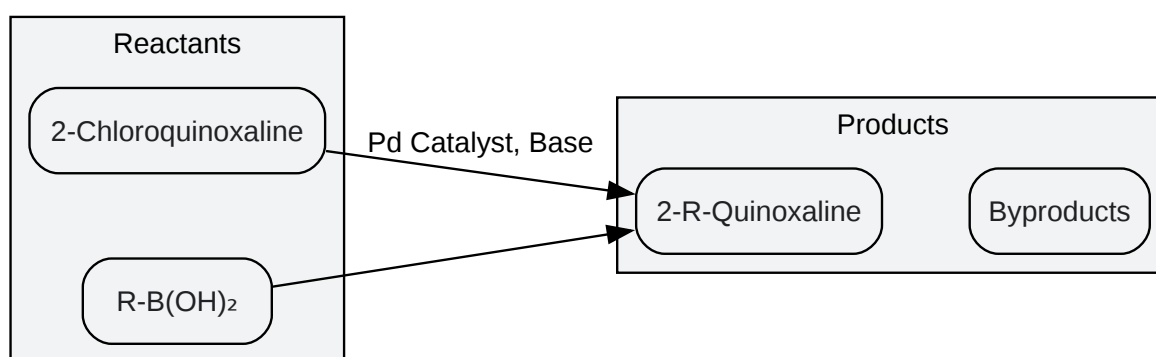 Reactants
2-Chloroquinoxaline
R-B(OH)₂
Pd Catalyst, Base
Products
2-R-Quinoxaline
Byproducts